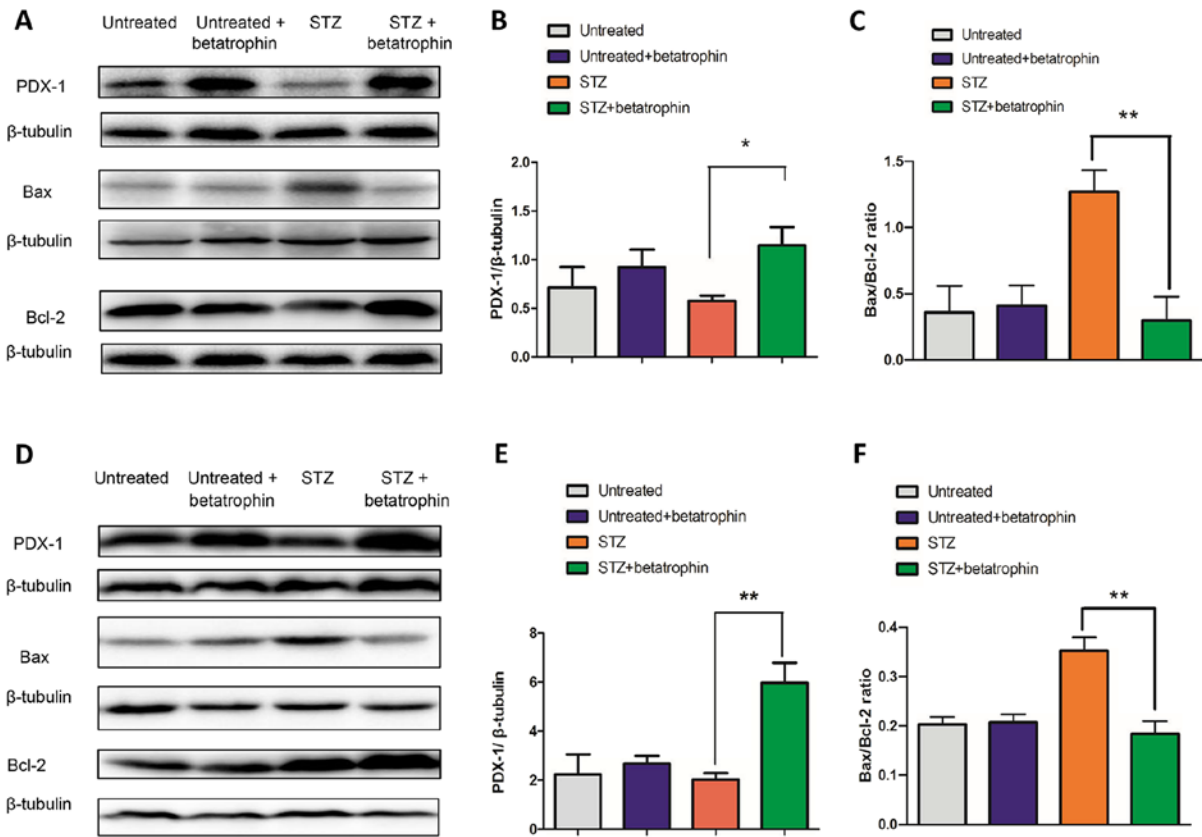 A
Untreated
Untreated +
betatrophin
STZ
STZ +
betatrophin
PDX-1
β-tubulin
Bax
β-tubulin
Bcl-2
β-tubulin
B
Untreated
Untreated+betatrophin
STZ
STZ+betatrophin
*
2.0
1.5
1.0
0.5
0.0
PDX-1/β-tubulin
C
Untreated
Untreated+betatrophin
STZ
STZ+betatrophin
**
1.5
1.0
0.5
0.0
Bax/Bcl-2 ratio
D
Untreated
Untreated +
betatrophin
STZ
STZ +
betatrophin
PDX-1
β-tubulin
Bax
β-tubulin
Bcl-2
β-tubulin
E
Untreated
Untreated+betatrophin
STZ
STZ+betatrophin
**
8
6
4
2
0
PDX-1/ β-tubulin
F
Untreated
Untreated+betatrophin
STZ
STZ+betatrophin
**
0.4
0.3
0.2
0.1
0.0
Bax/Bcl-2 ratio